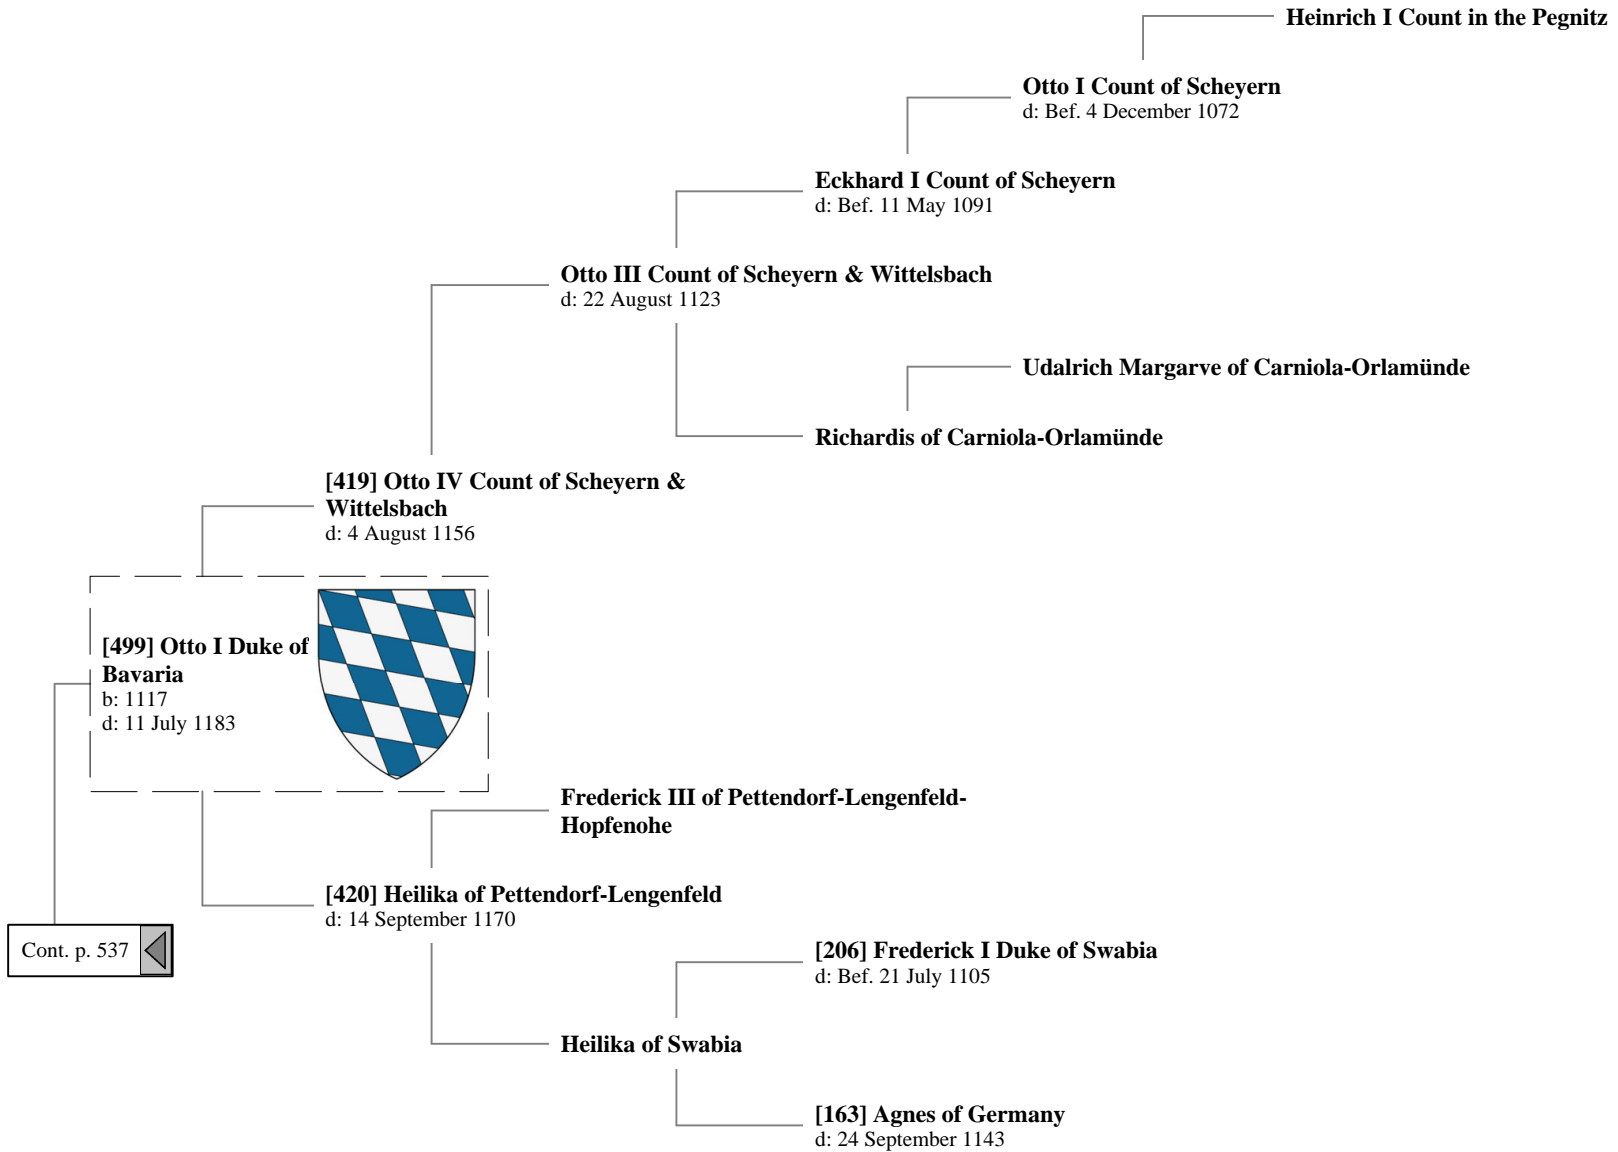 Heinrich I Count in the Pegnitz
Otto I Count of Scheyern
d: Bef. 4 December 1072
Eckhard I Count of Scheyern
d: Bef. 11 May 1091
Otto III Count of Scheyern & Wittelsbach
d: 22 August 1123
Udalrich Margarve of Carniola-Orlamünde
Richardis of Carniola-Orlamünde
[419] Otto IV Count of Scheyern &
Wittelsbach
d: 4 August 1156
[499] Otto I Duke of
Bavaria
b: 1117
d: 11 July 1183
Frederick III of Pettendorf-Lengenfeld-
Hopfenohe
[420] Heilika of Pettendorf-Lengenfeld
d: 14 September 1170
Cont. p. 537
[206] Frederick I Duke of Swabia
d: Bef. 21 July 1105
Heilika of Swabia
[163] Agnes of Germany
d: 24 September 1143